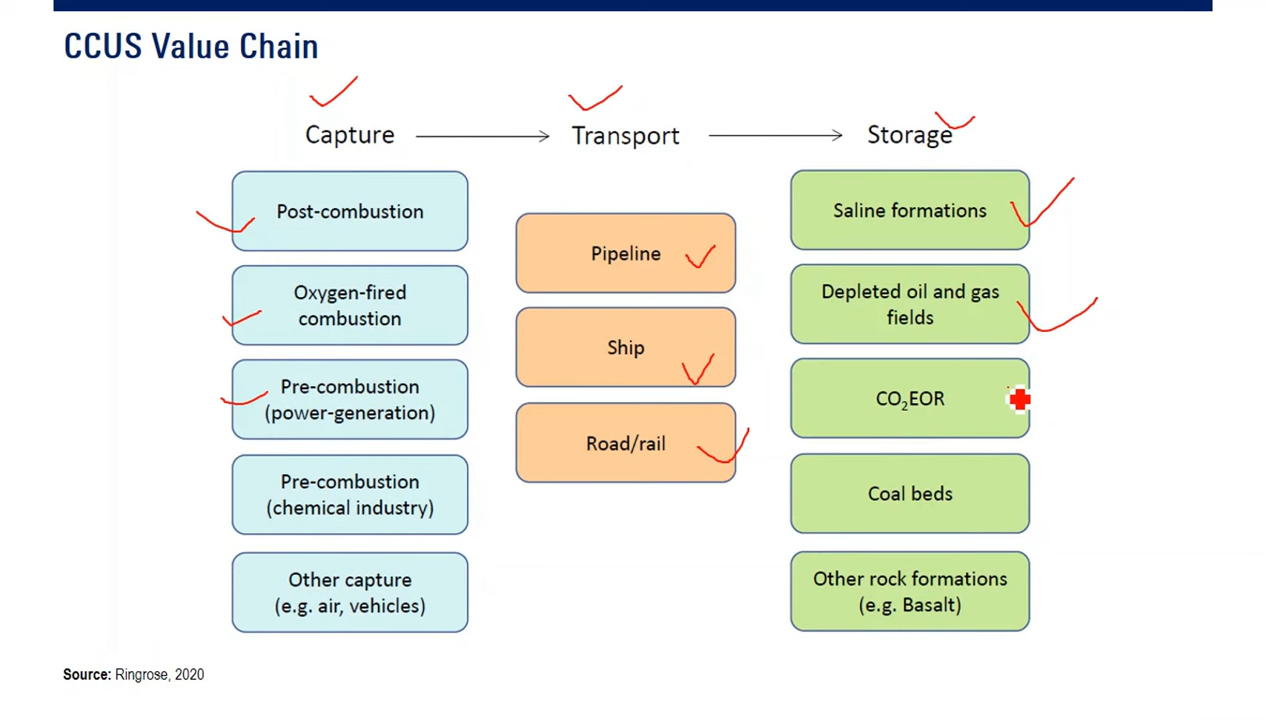 CCUS Value Chain
Capture
Transport
Storage
Post-combustion
Oxygen-fired
combustion
Pre-combustion
(power-generation)
Pre-combustion
(chemical industry)
Other capture
(e.g. air, vehicles)
Pipeline
Ship
Road/rail
Saline formations
Depleted oil and gas
fields
CO₂EOR
Coal beds
Other rock formations
(e.g. Basalt)
Source: Ringrose, 2020